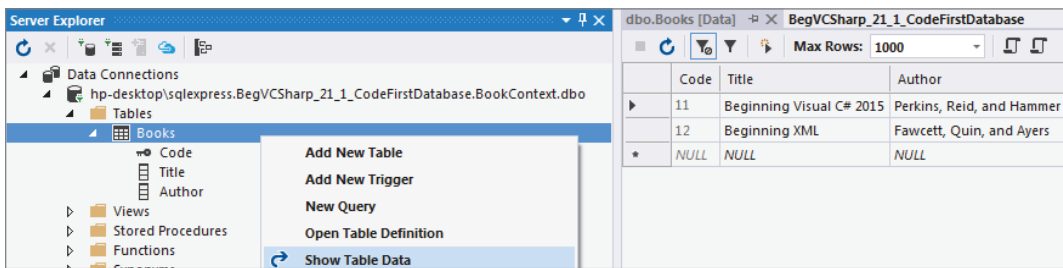 Server Explorer
Data Connections
hp-desktop\sqlexpress.BegVCSharp_21_1_CodeFirstDatabase.BookContext.dbo
Tables
Books
Code
Title
Author
Views
Stored Procedures
Functions
Add New Table
Add New Trigger
New Query
Open Table Definition
Show Table Data
dbo.Books [Data] BegVCSharp_21_1_CodeFirstDatabase
Max Rows: 1000
Code Title Author
11 Beginning Visual C# 2015 Perkins, Reid, and Hammer
12 Beginning XML Fawcett, Quin, and Ayers
NULL NULL NULL